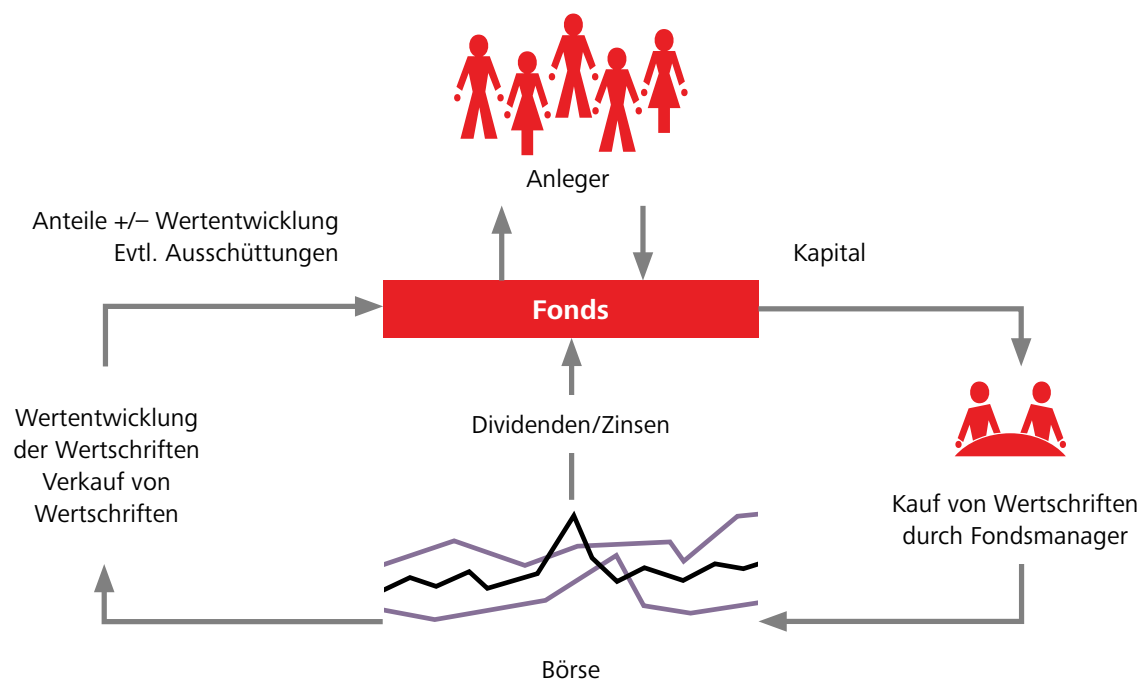 Anleger
Anteile +/– Wertentwicklung
Evtl. Ausschüttungen
Kapital
Fonds
Wertentwicklung
der Wertschriften
Verkauf von
Wertschriften
Dividenden/Zinsen
Kauf von Wertschriften
durch Fondsmanager
Börse